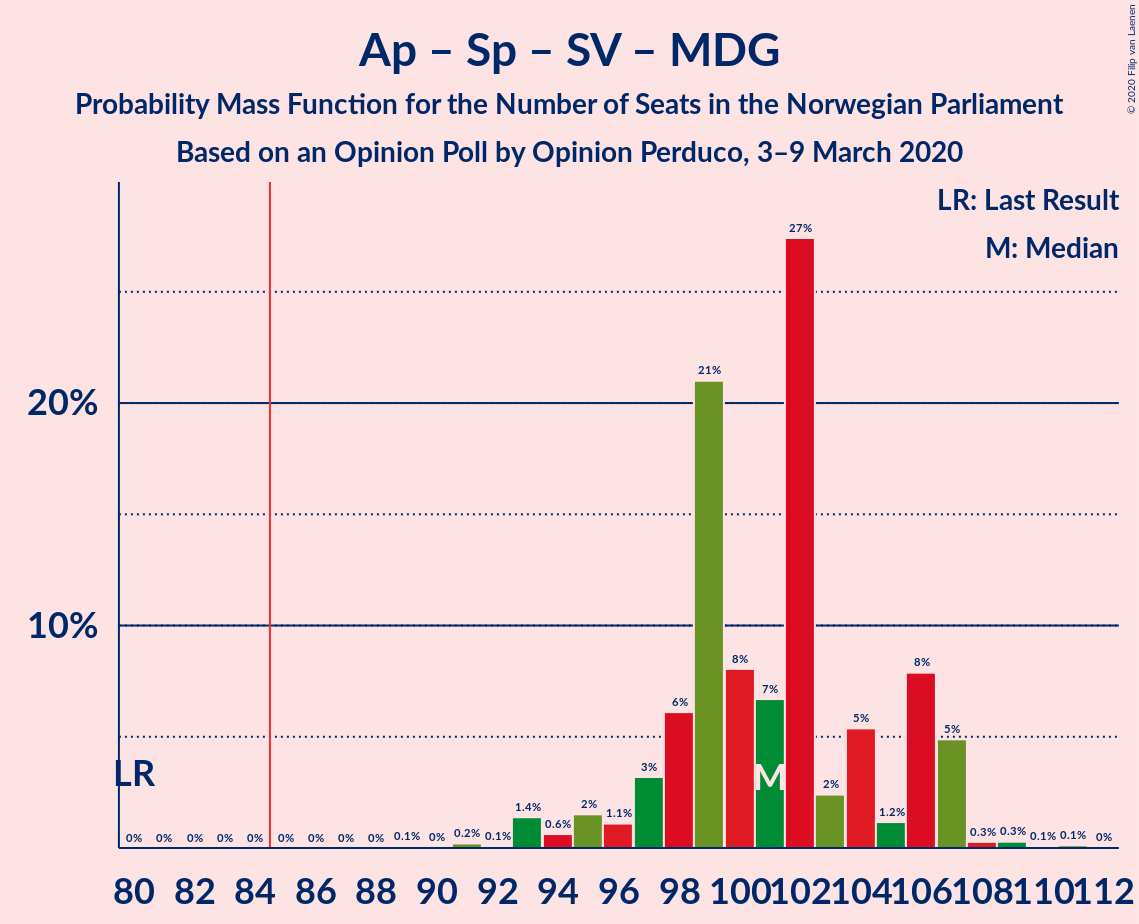 Ap – Sp – SV – MDG
Probability Mass Function for the Number of Seats in the Norwegian Parliament
Based on an Opinion Poll by Opinion Perduco, 3–9 March 2020
© 2020 Filip van Laenen
LR: Last Result
M: Median
27%
21%
20%
10%
8%
8%
7%
6%
5%
5%
3%
LR
M
0% 0% 0% 0% 0% 0% 0% 0% 0% 0.1% 0% 0.2% 0.1% 1.4% 0.6% 2% 1.1% 2% 1.2% 0.3% 0.3% 0.1% 0.1% 0%
80 82 84 86 88 90 92 94 96 98 100 102 104 106 108 110 112